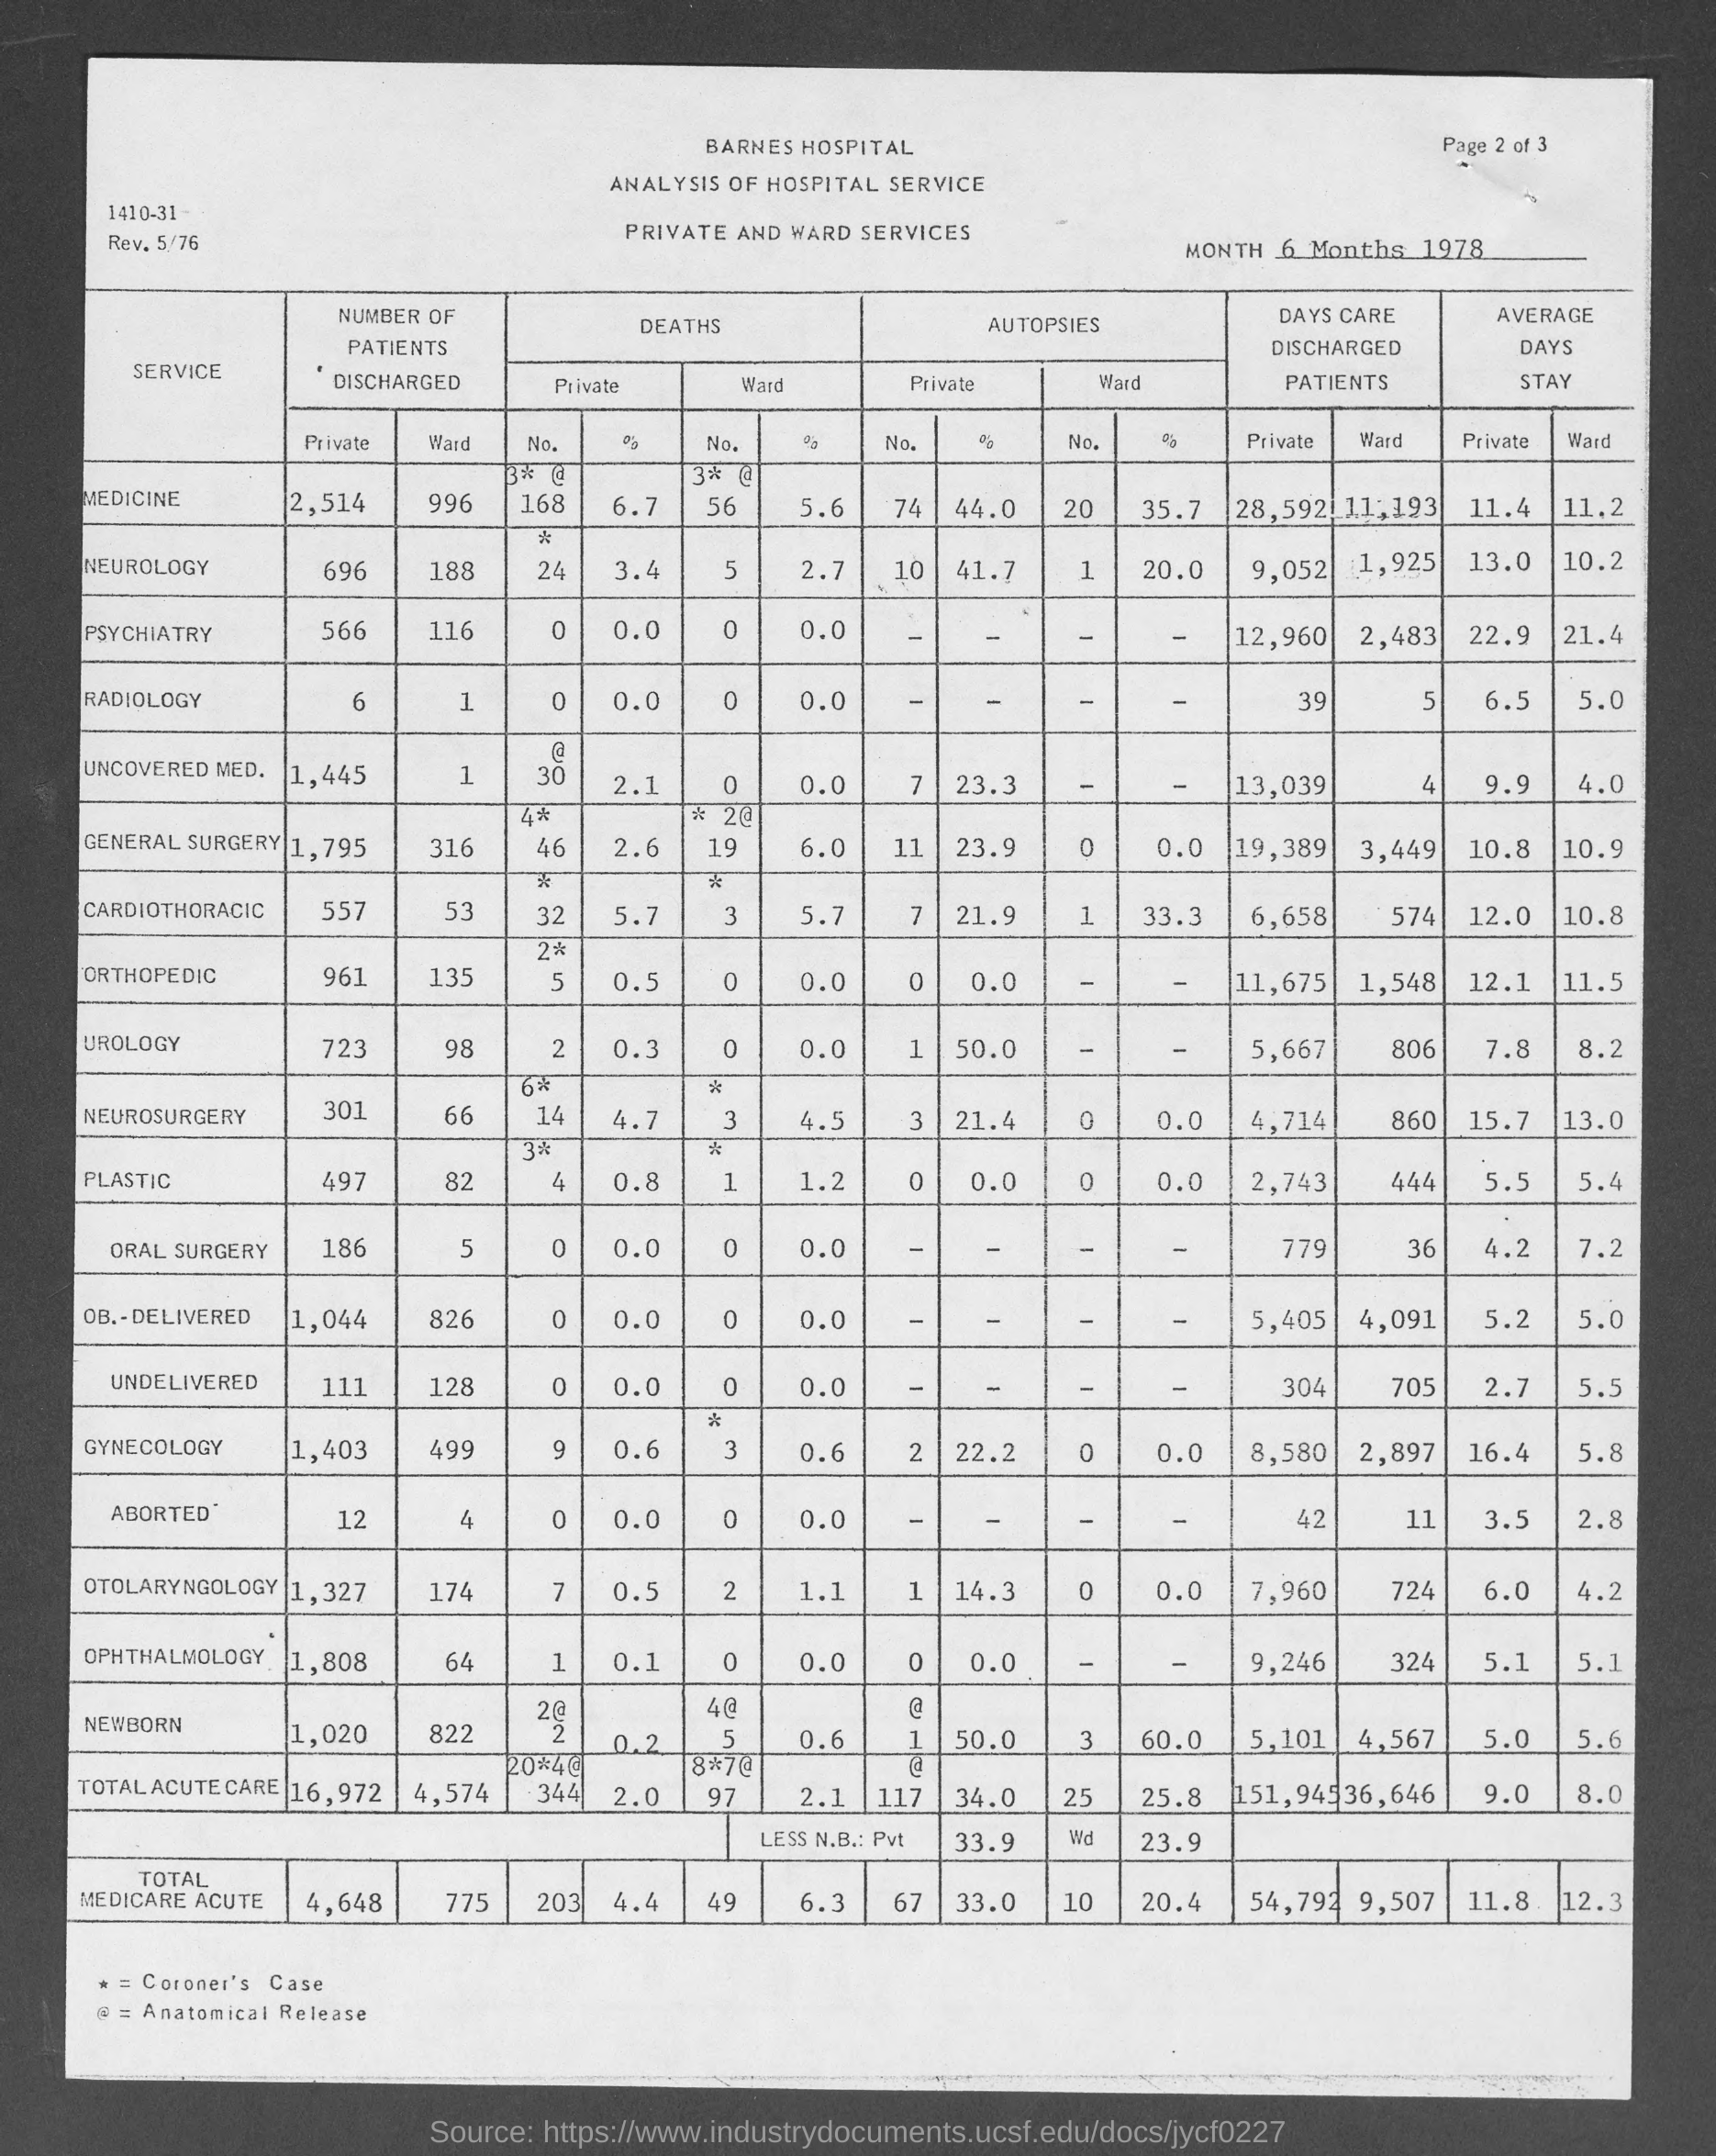 BARNES HOSPITAL
Page 2 of 3
ANALYSIS OF HOSPITAL SERVICE
1410-31
PRIVATE AND WARD SERVICES
Rev. 5/76
MONTH 6 Months 1978
SERVICE NUMBER OF PATIENTS DISCHARGED DEATHS AUTOPSIES DAYS CARE DISCHARGED PATIENTS AVERAGE DAYS STAY
Private Ward Private Ward
Private Ward No. % No. % No. % No. % Private Ward Private Ward
3* @ 3* @
MEDICINE 2,514 996 168 6.7 56 5.6 74 44.0 20 35.7 28,592 11,193 11.4 11.2
*
NEUROLOGY 696 188 24 3.4 5 2.7 10 41.7 1 20.0 9,052 1,925 13.0 10.2
PSYCHIATRY 566 116 0 0.0 0 0.0 - - - - 12,960 2,483 22.9 21.4
RADIOLOGY 6 1 0 0.0 0 0.0 - - - - 39 5 6.5 5.0
@
UNCOVERED MED. 1,445 1 30 2.1 0 0.0 7 23.3 - - 13,039 4 9.9 4.0
4* * 2@
GENERAL SURGERY 1,795 316 46 2.6 19 6.0 11 23.9 0 0.0 19,389 3,449 10.8 10.9
* *
CARDIOTHORACIC 557 53 32 5.7 3 5.7 7 21.9 1 33.3 6,658 574 12.0 10.8
2*
ORTHOPEDIC 961 135 5 0.5 0 0.0 0 0.0 - - 11,675 1,548 12.1 11.5
UROLOGY 723 98 2 0.3 0 0.0 1 50.0 - - 5,667 806 7.8 8.2
6* *
NEUROSURGERY 301 66 14 4.7 3 4.5 3 21.4 0 0.0 4,714 860 15.7 13.0
3* *
PLASTIC 497 82 4 0.8 1 1.2 0 0.0 0 0.0 2,743 444 5.5 5.4
ORAL SURGERY 186 5 0 0.0 0 0.0 - - - - 779 36 4.2 7.2
OB.-DELIVERED 1,044 826 0 0.0 0 0.0 - - - - 5,405 4,091 5.2 5.0
UNDELIVERED 111 128 0 0.0 0 0.0 - - - - 304 705 2.7 5.5
*
GYNECOLOGY 1,403 499 9 0.6 3 0.6 2 22.2 0 0.0 8,580 2,897 16.4 5.8
ABORTED 12 4 0 0.0 0 0.0 - - - - 42 11 3.5 2.8
OTOLARYNGOLOGY 1,327 174 7 0.5 2 1.1 1 14.3 0 0.0 7,960 724 6.0 4.2
OPHTHALMOLOGY 1,808 64 1 0.1 0 0.0 0 0.0 - - 9,246 324 5.1 5.1
2@ 4@ @
NEWBORN 1,020 822 2 0.2 5 0.6 1 50.0 3 60.0 5,101 4,567 5.0 5.6
20*4@ 8*7@ @
TOTAL ACUTE CARE 16,972 4,574 344 2.0 97 2.1 117 34.0 25 25.8 151,945 36,646 9.0 8.0
LESS N.B.: Pvt 33.9 Wd 23.9
TOTAL
MEDICARE ACUTE 4,648 775 203 4.4 49 6.3 67 33.0 10 20.4 54,792 9,507 11.8 12.3
* = Coroner's Case
@ = Anatomical Release
Source: https://www.industrydocuments.ucsf.edu/docs/jycf0227